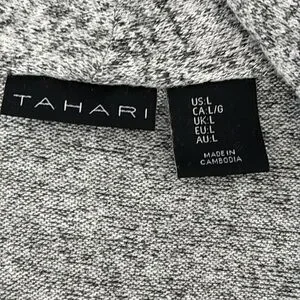 TAHARI
US:L
CA:L/G
UK:L
EU:L
AU:L
MADE IN
CAMBODIA